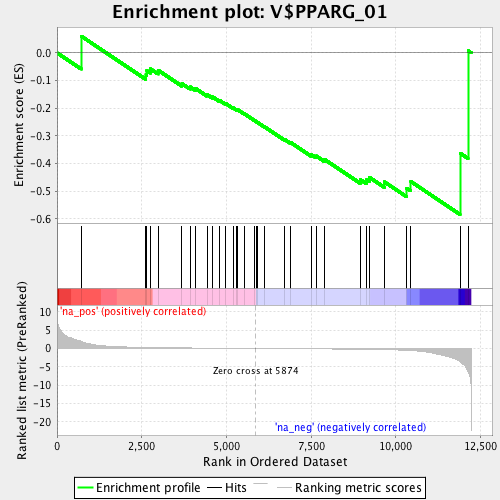 Enrichment plot: V$PPARG_01
Enrichment score (ES)
0.0
-0.1
-0.2
-0.3
-0.4
-0.5
-0.6
'na_pos' (positively correlated)
Ranked list metric (PreRanked)
10
5
0
-5
-10
-15
-20
Zero cross at 5874
'na_neg' (negatively correlated)
0
2,500
5,000
7,500
10,000
12,500
Rank in Ordered Dataset
Enrichment profile
Hits
Ranking metric scores